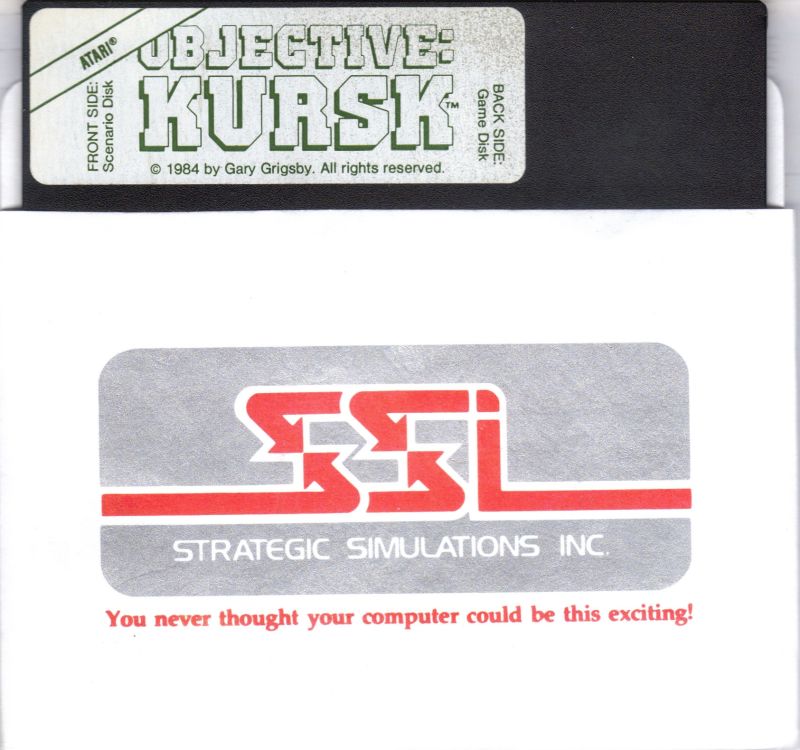 ATARI®
OBJECTIVE:
KURSK™
FRONT SIDE:
Scenario Disk
BACK SIDE:
Game Disk
© 1984 by Gary Grigsby. All rights reserved.
SSI
STRATEGIC SIMULATIONS INC.
You never thought your computer could be this exciting!